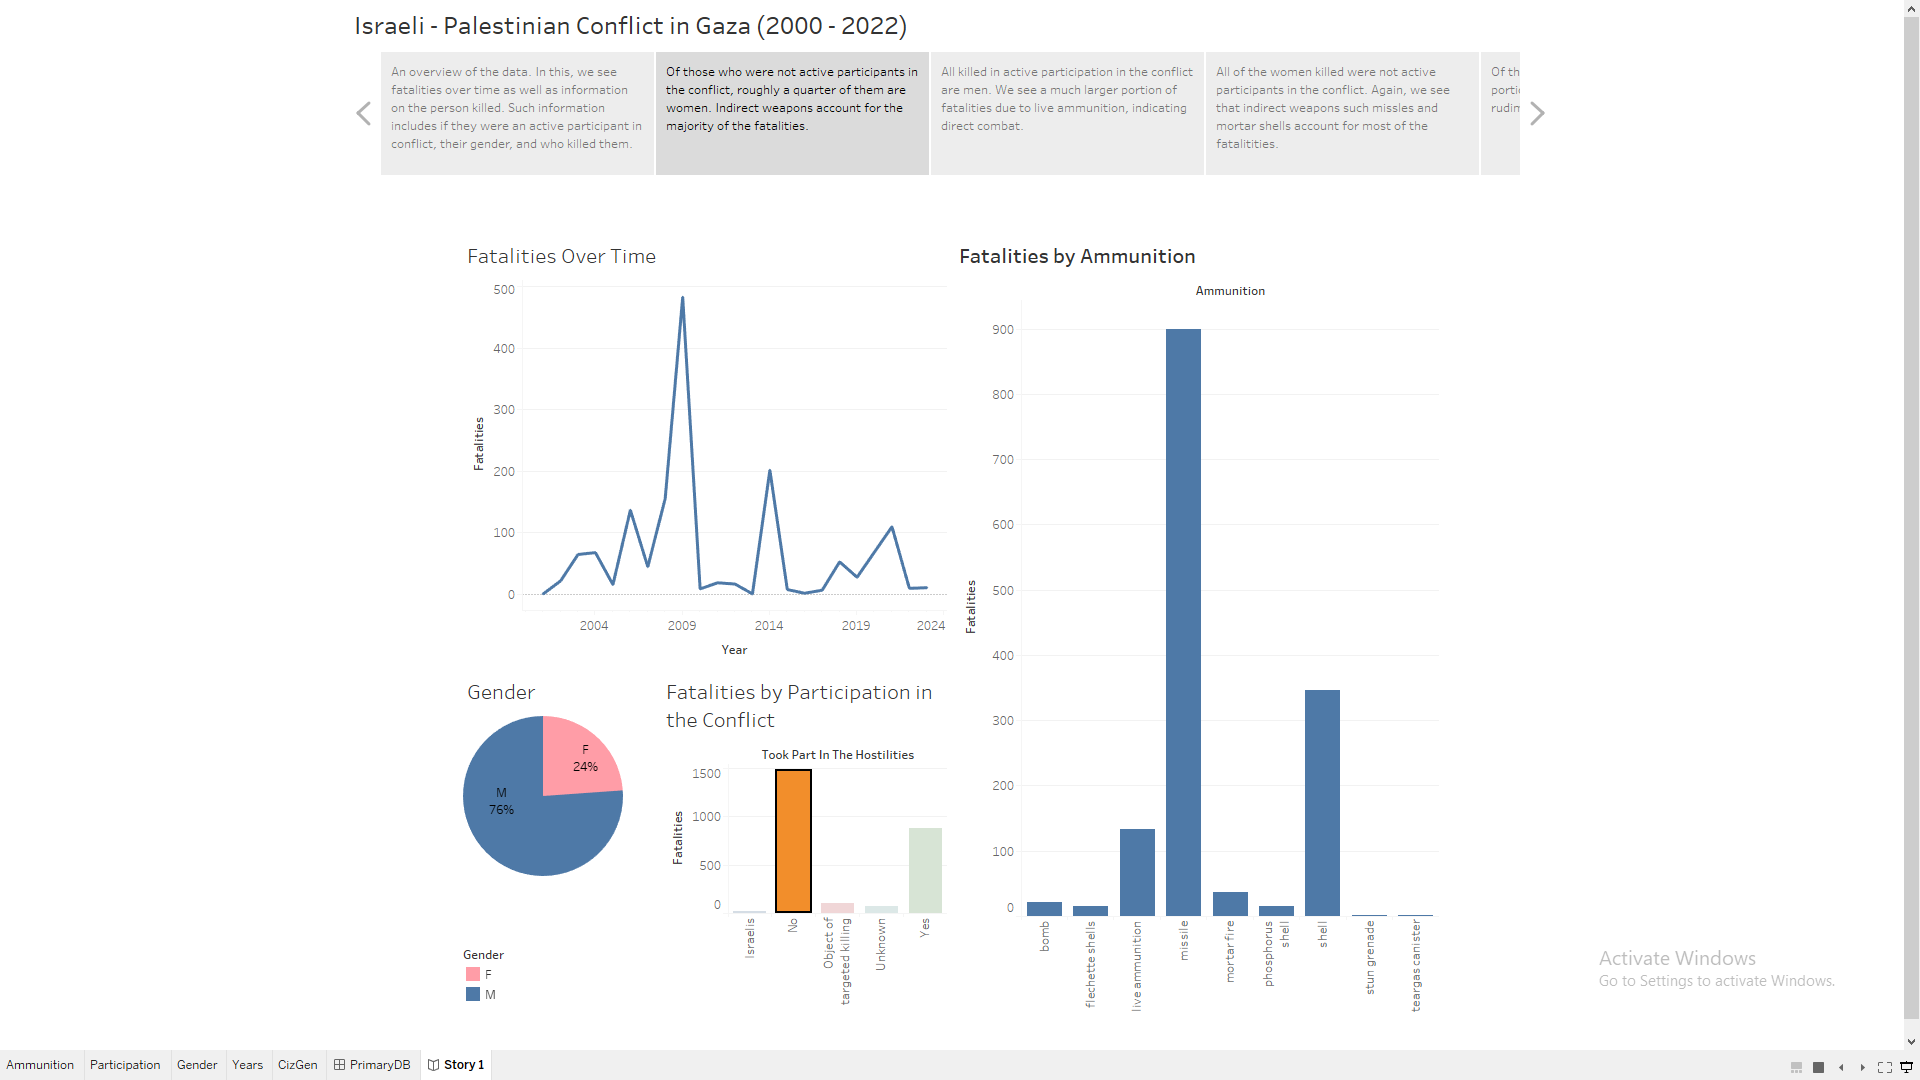 Israeli - Palestinian Conflict in Gaza (2000 - 2022)
An overview of the data. In this, we see
fatalities over time as well as information
on the person killed. Such information
includes if they were an active participant in
conflict, their gender, and who killed them.
Of those who were not active participants in
the conflict, roughly a quarter of them are
women. Indirect weapons account for the
majority of the fatalities.
All killed in active participation in the conflict
are men. We see a much larger portion of
fatalities due to live ammunition, indicating
direct combat.
All of the women killed were not active
participants in the conflict. Again, we see
that indirect weapons such missles and
mortar shells account for most of the
fatalitities.
Of th
portic
rudim
Fatalities Over Time
500
400
300
200
100
0
Fatalities
2004
2009
2014
2019
2024
Year
Fatalities by Ammunition
Ammunition
900
800
700
600
500
400
300
200
100
0
Fatalities
bomb
flechette shells
live ammunition
missile
mortar fire
phosphorus
shell
shell
stun grenade
teargas canister
Gender
F
24%
M
76%
Gender
F
M
Fatalities by Participation in
the Conflict
Took Part In The Hostilities
1500
1000
500
0
Fatalities
Israelis
No
Object of
targeted killing
Unknown
Yes
Activate Windows
Go to Settings to activate Windows.
Ammunition
Participation
Gender
Years
CizGen
PrimaryDB
Story 1